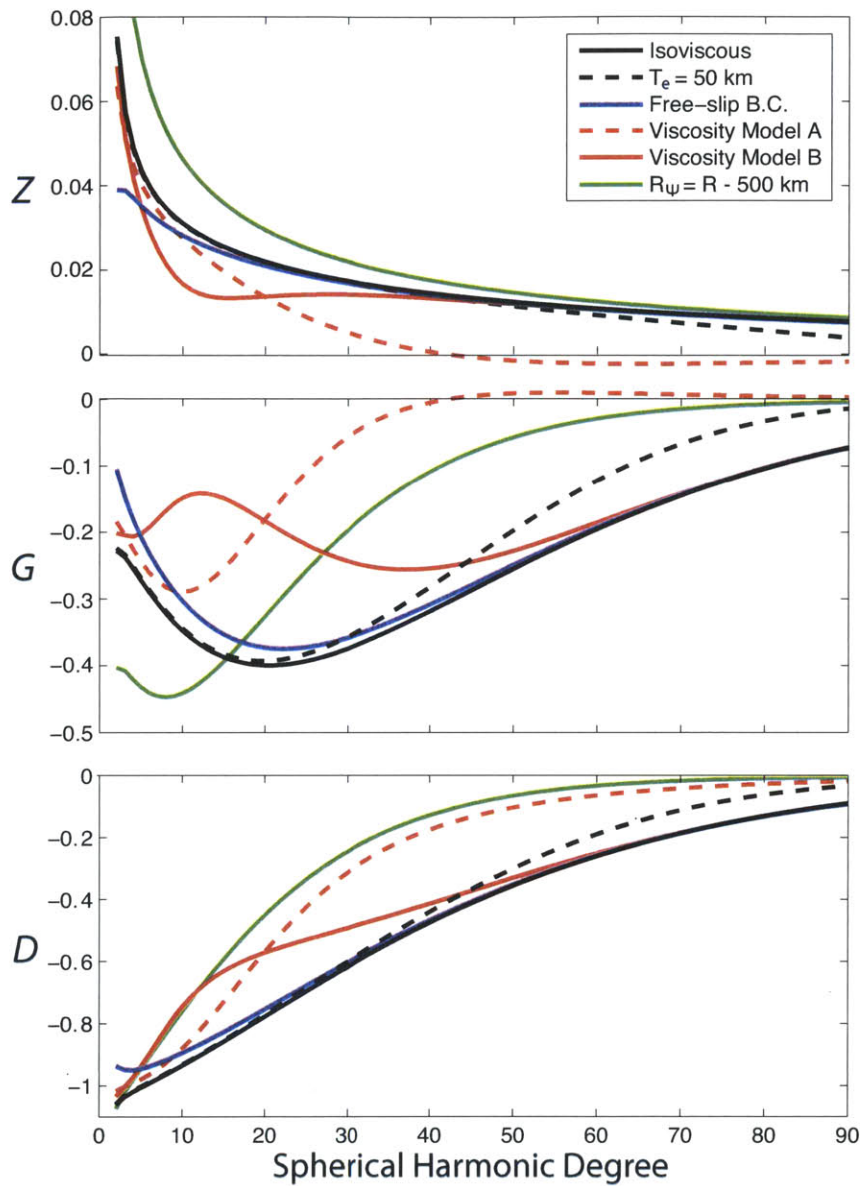 0.08
0.06
0.04
0.02
0
Z
Isoviscous
Te = 50 km
Free-slip B.C.
Viscosity Model A
Viscosity Model B
RΨ = R - 500 km
0
-0.1
-0.2
-0.3
-0.4
-0.5
G
0
-0.2
-0.4
-0.6
-0.8
-1
D
0 10 20 30 40 50 60 70 80 90
Spherical Harmonic Degree